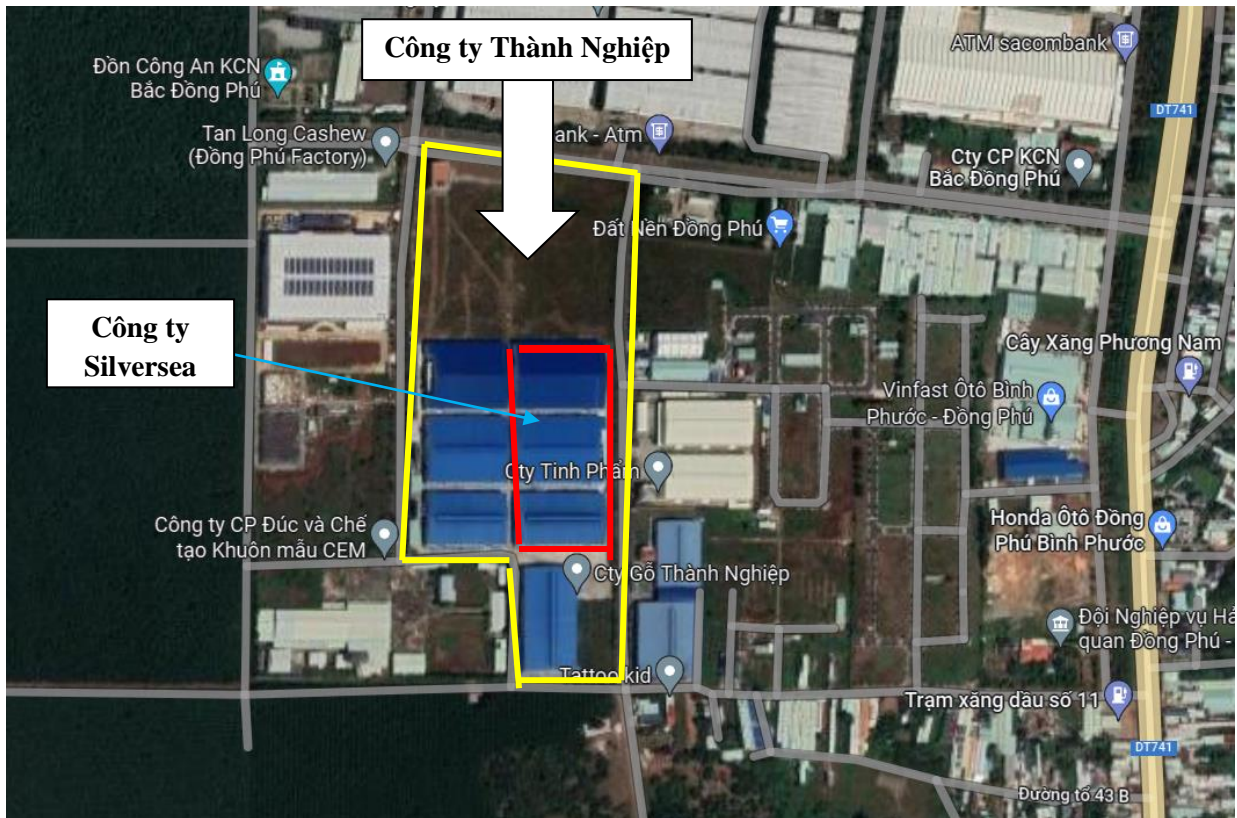 Công ty Thành Nghiệp
ATM sacombank
Đồn Công An KCN
Bắc Đồng Phú
DT741
Tan Long Cashew
(Đồng Phú Factory)
ank - Atm
Cty CP KCN
Bắc Đồng Phú
Đất Nền Đồng Phú
Công ty
Silversea
Cây Xăng Phương Nam
Vinfast Ôtô Bình
Phước - Đồng Phú
Cty Tinh Phẩm
Công ty CP Đúc và Chế
tạo Khuôn mẫu CEM
Honda Ôtô Đồng
Phú Bình Phước
Cty Gỗ Thành Nghiệp
Đội Nghiệp vụ Hả
quan Đồng Phú -
Tattoo kid
Trạm xăng dầu số 11
DT741
Đường tổ 43 B